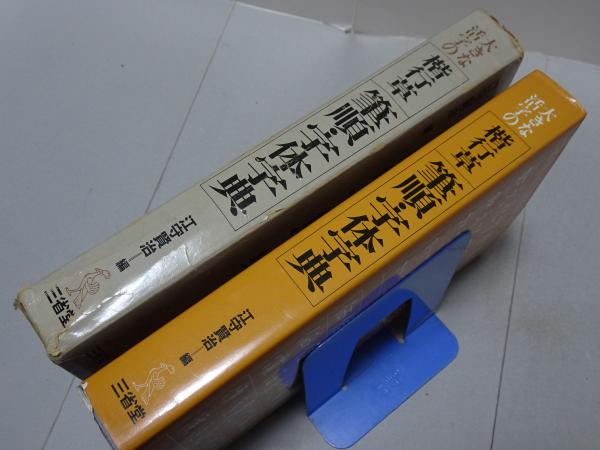 大きな
活字の
楷行草
筆順・字体字典
江守賢治―編
三省堂
大きな
活字の
楷行草
筆順・字体字典
江守賢治―編
三省堂